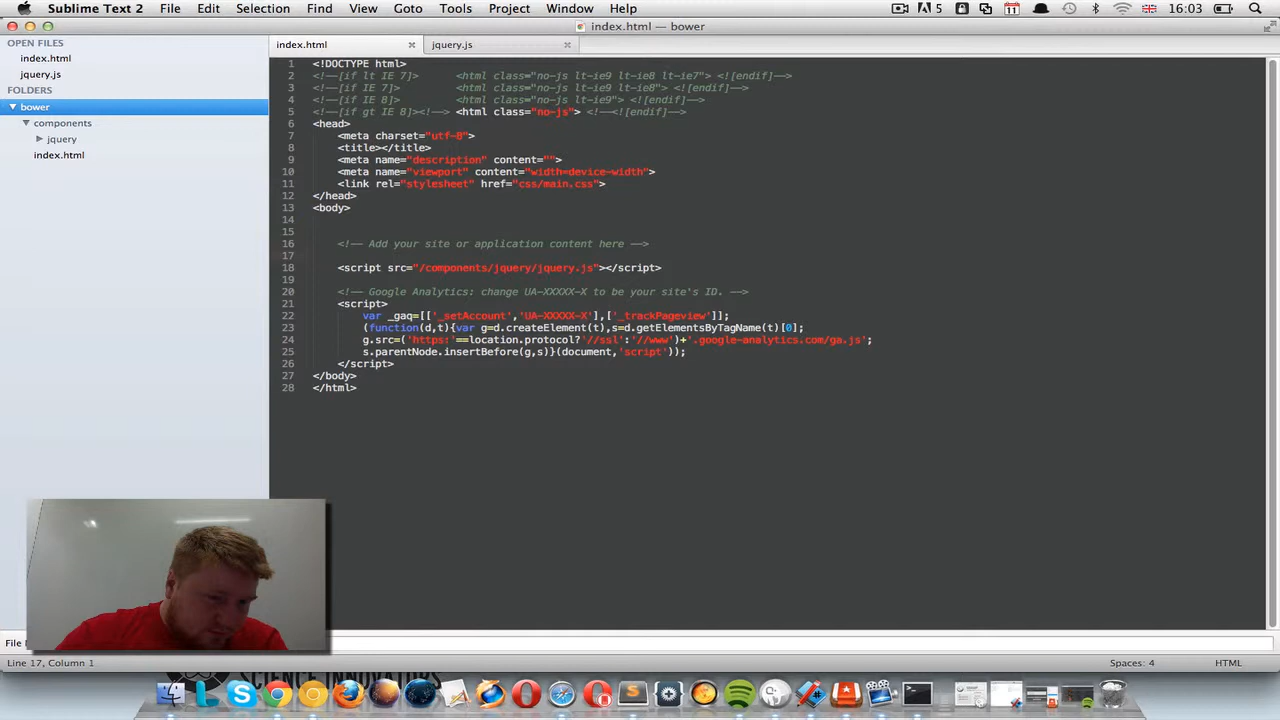 Sublime Text 2 File Edit Selection Find View Goto Tools Project Window Help 5 11 16:03
index.html — bower
OPEN FILES
index.html
jquery.js
FOLDERS
bower
components
jquery
index.html
index.html jquery.js
1 <!DOCTYPE html>
2 <!--[if lt IE 7]> <html class="no-js lt-ie9 lt-ie8 lt-ie7"> <![endif]-->
3 <!--[if IE 7]> <html class="no-js lt-ie9 lt-ie8"> <![endif]-->
4 <!--[if IE 8]> <html class="no-js lt-ie9"> <![endif]-->
5 <!--[if gt IE 8]><!--> <html class="no-js"> <!--<![endif]-->
6 <head>
7 <meta charset="utf-8">
8 <title></title>
9 <meta name="description" content="">
10 <meta name="viewport" content="width=device-width">
11 <link rel="stylesheet" href="css/main.css">
12 </head>
13 <body>
14
15
16 <!-- Add your site or application content here -->
17
18 <script src="/components/jquery/jquery.js"></script>
19
20 <!-- Google Analytics: change UA-XXXXX-X to be your site's ID. -->
21 <script>
22 var _gaq=[['_setAccount','UA-XXXXX-X'],['_trackPageview']];
23 (function(d,t){var g=d.createElement(t),s=d.getElementsByTagName(t)[0];
24 g.src=('https:'==location.protocol?'//ssl':'//www')+'.google-analytics.com/ga.js';
25 s.parentNode.insertBefore(g,s)}(document,'script'));
26 </script>
27 </body>
28 </html>
File
Line 17, Column 1 Spaces: 4 HTML